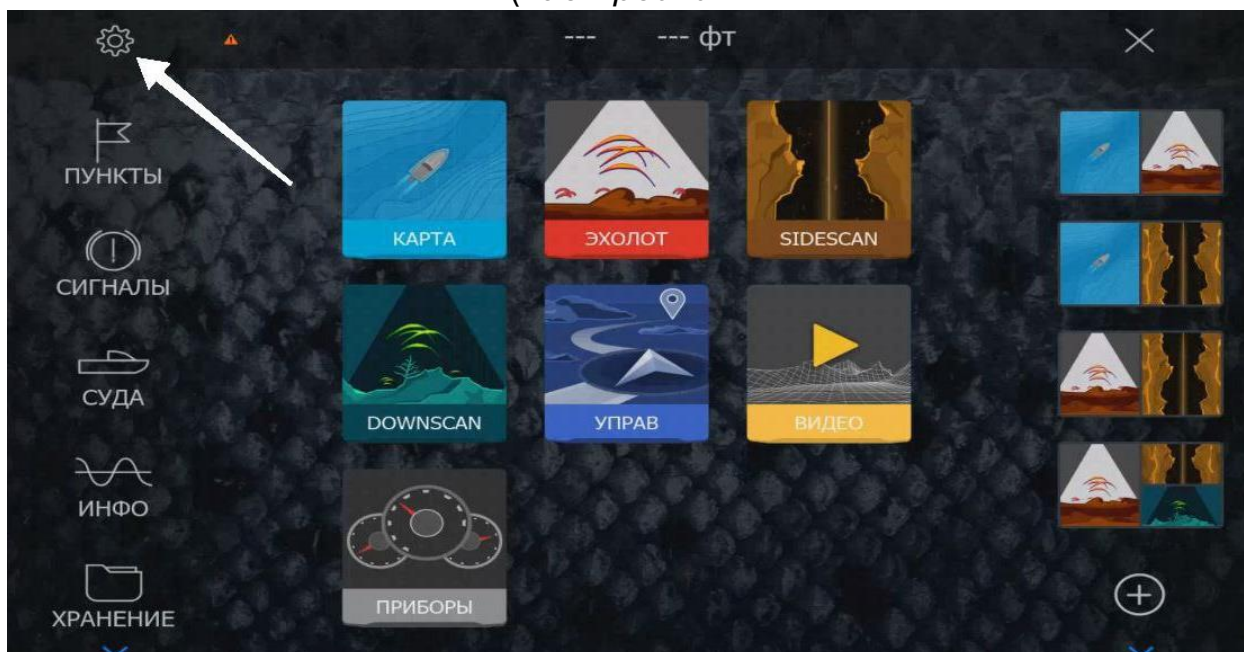 --- --- фт
ПУНКТЫ
СИГНАЛЫ
СУДА
ИНФО
ХРАНЕНИЕ
КАРТА
ЭХОЛОТ
SIDESCAN
DOWNSCAN
УПРАВ
ВИДЕО
ПРИБОРЫ